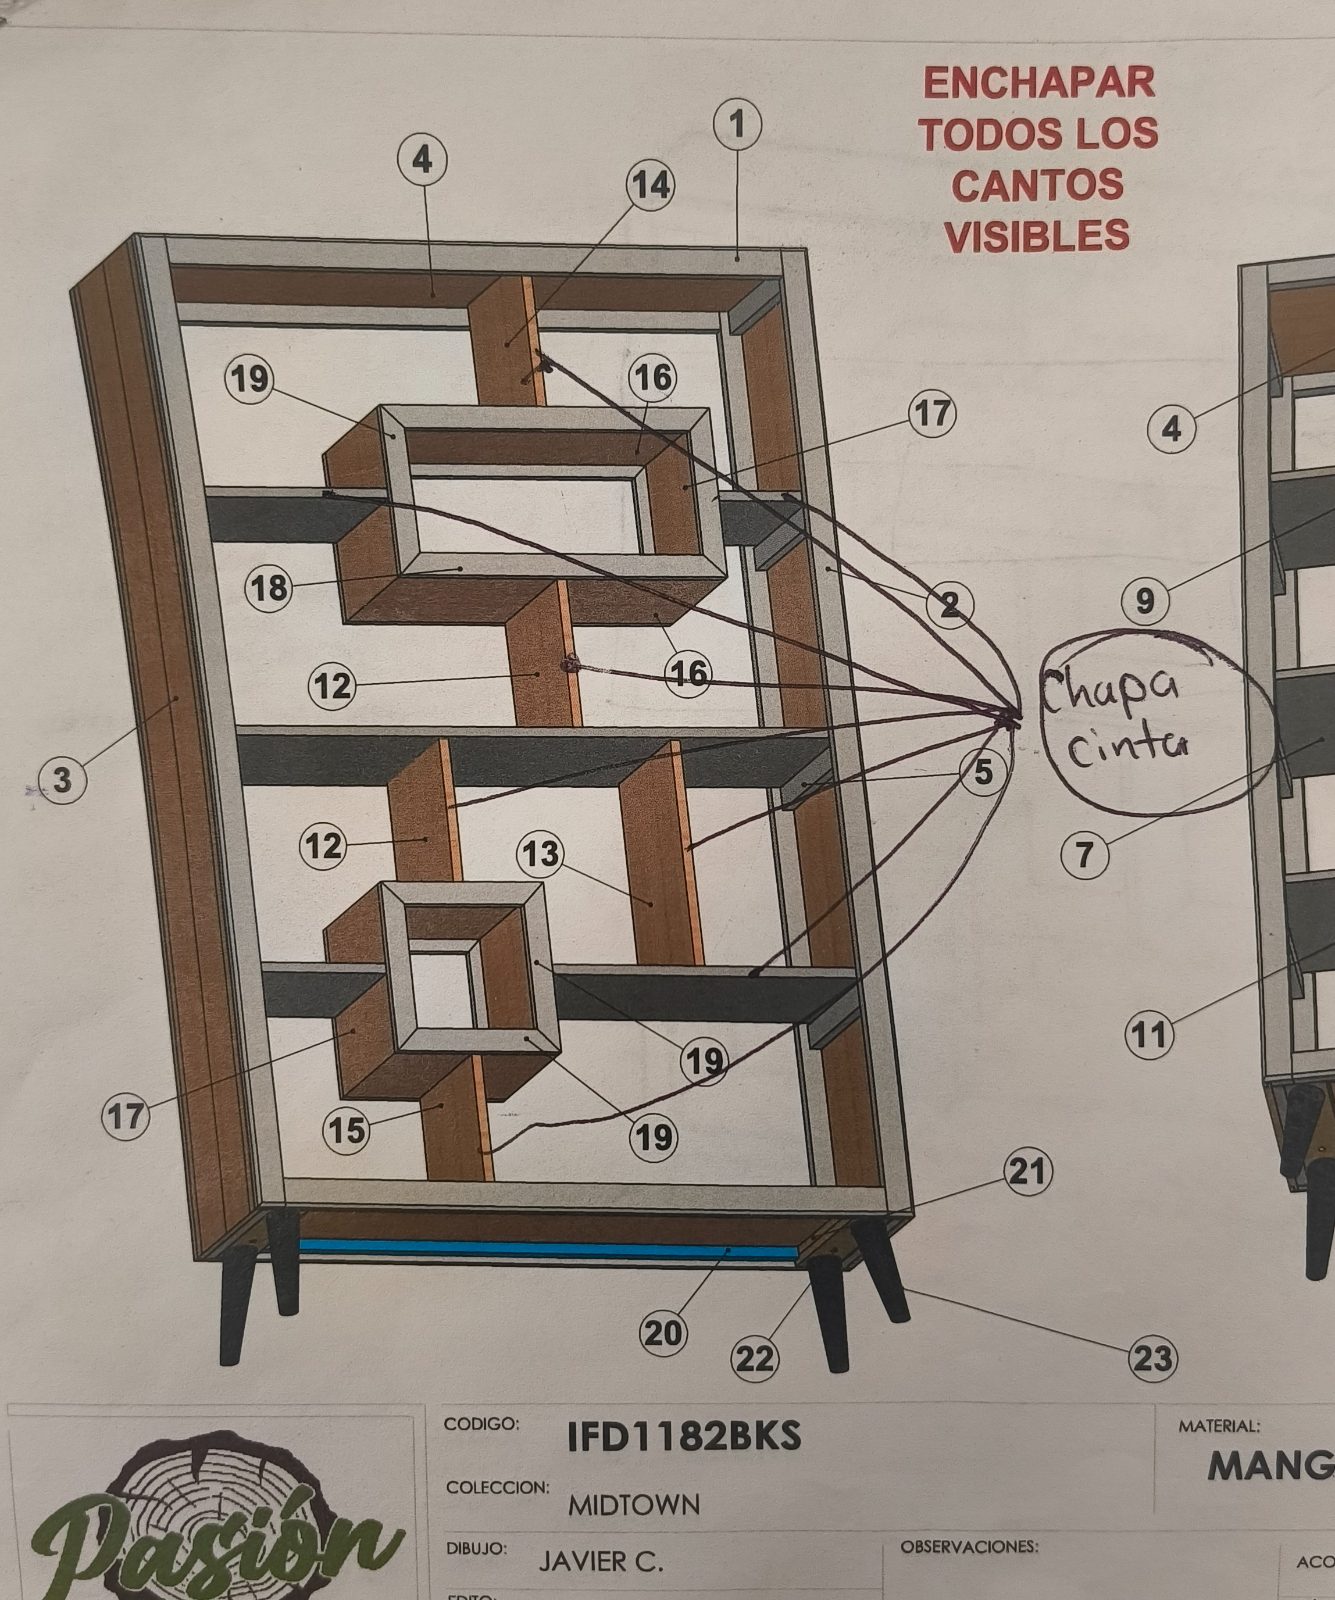 ENCHAPAR
TODOS LOS
CANTOS
VISIBLES
1
4
14
19
16
17
4
18
2
9
12
16
Chapa
cinta
3
5
12
13
7
19
11
17
15
19
21
20
22
23
CODIGO: IFD1182BKS
MATERIAL:
MANG
COLECCION: MIDTOWN
DIBUJO: JAVIER C.
OBSERVACIONES:
ACO
Pasión